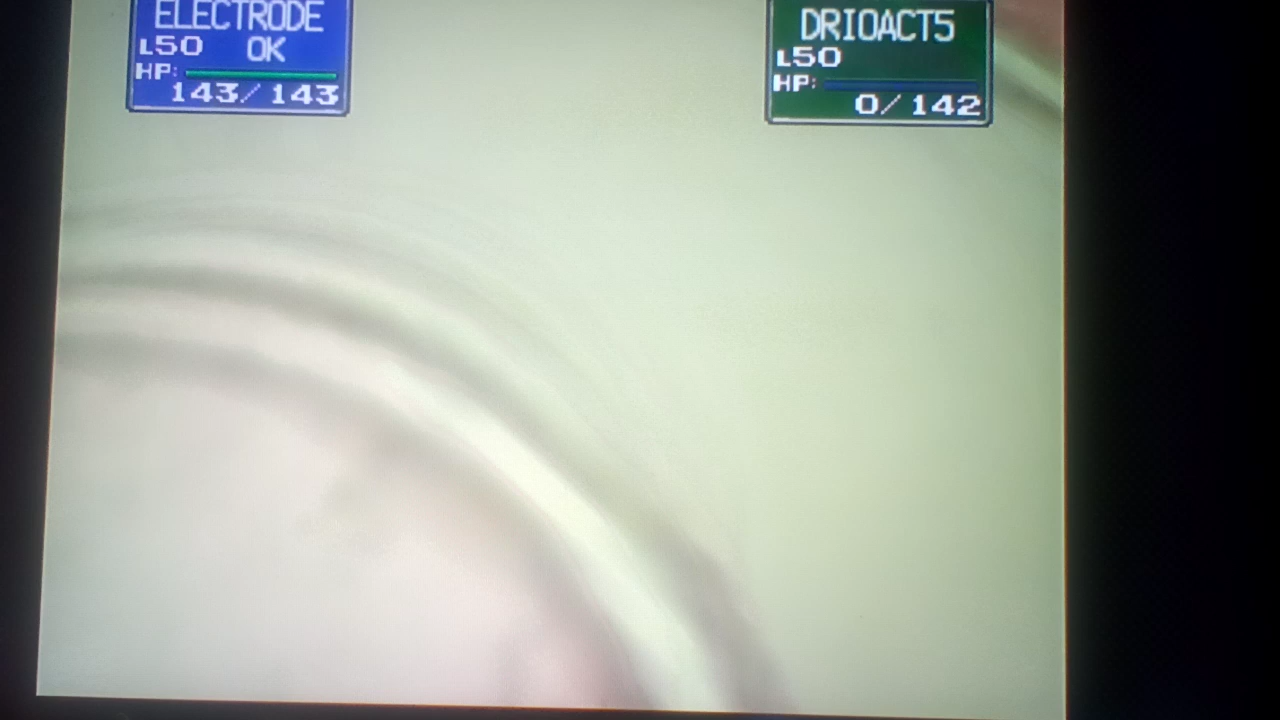 ELECTRODE
L50 OK
HP:
143/143
DRIOACT5
L50
HP:
0/142